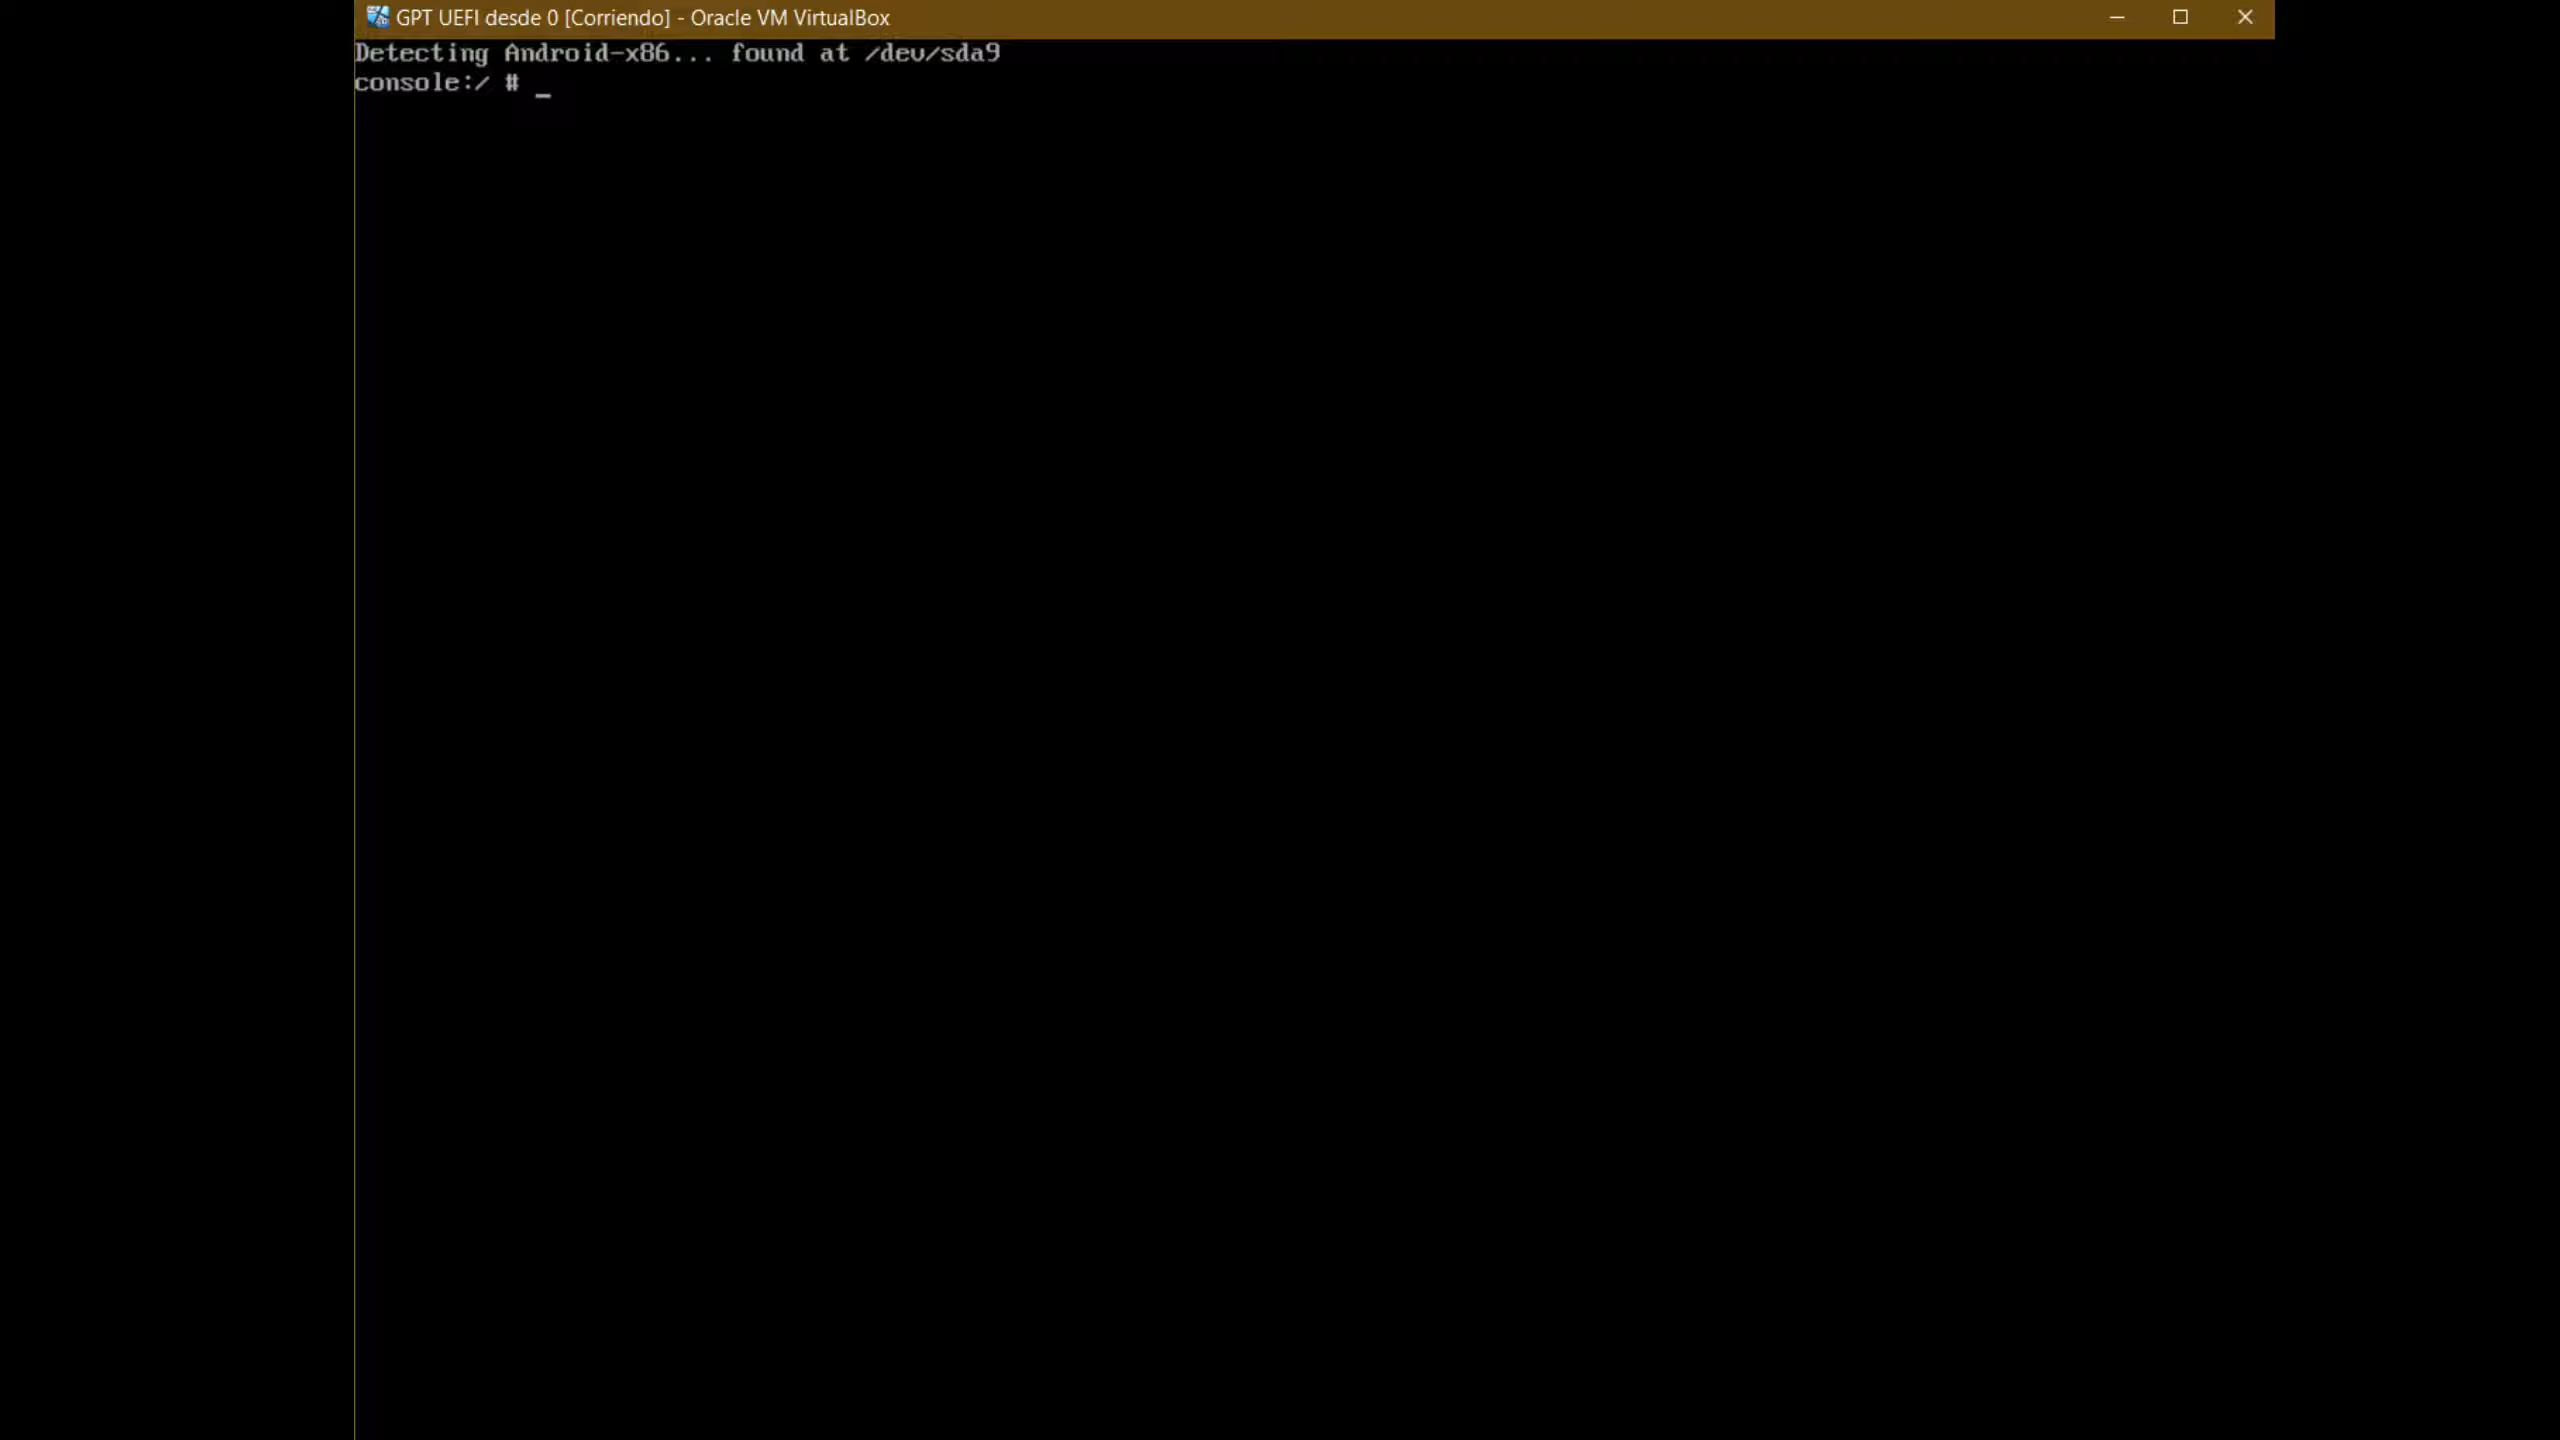 GPT UEFI desde 0 [Corriendo] - Oracle VM VirtualBox
Detecting Android-x86... found at /dev/sda9
console:/ # _